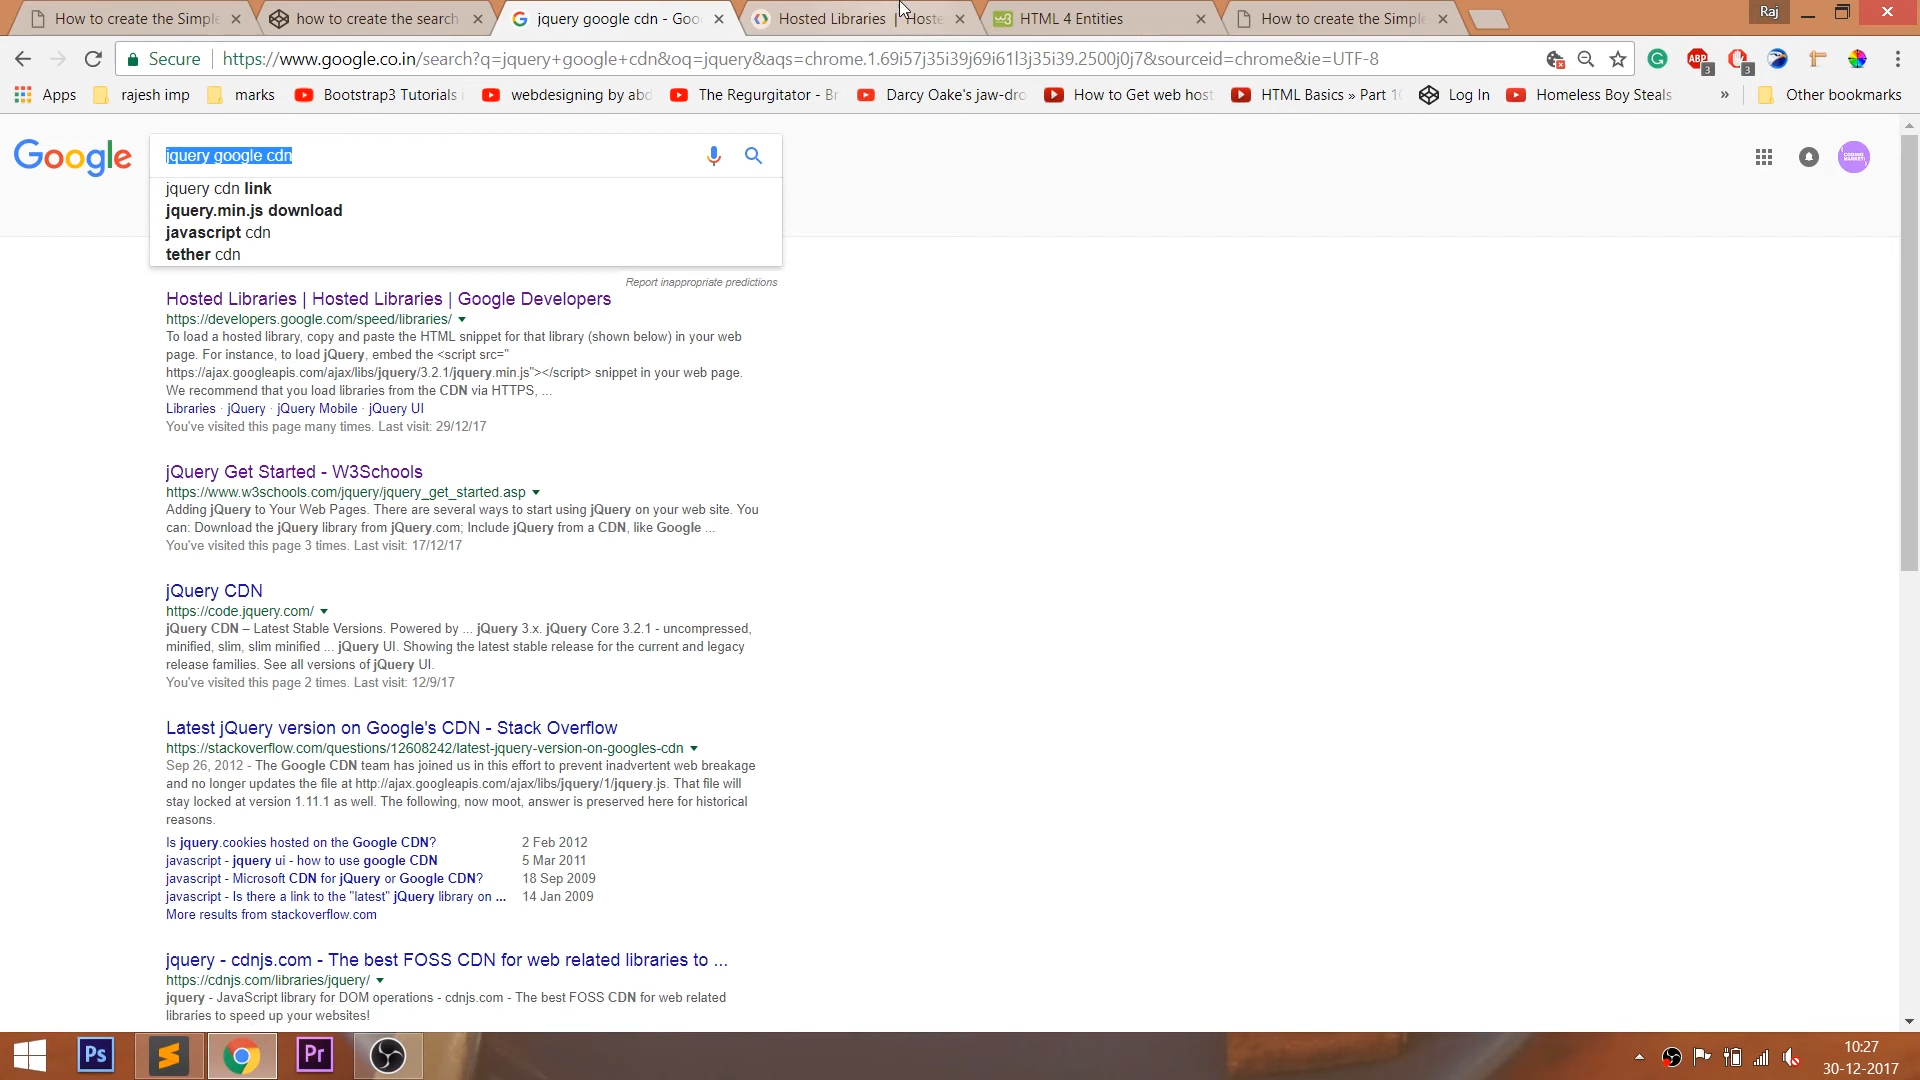 How to create the Simple
how to create the search
jquery google cdn - Goo
Hosted Libraries | Hoste
HTML 4 Entities
How to create the Simple
Raj
Secure
https://www.google.co.in/search?q=jquery+google+cdn&oq=jquery&aqs=chrome.1.69i57j35i39j69i61l3j35i39.2500j0j7&sourceid=chrome&ie=UTF-8
ABP
3
3
Apps
rajesh imp
marks
Bootstrap3 Tutorials
webdesigning by abd
The Regurgitator - Br
Darcy Oake's jaw-dro
How to Get web host
HTML Basics » Part 10
Log In
Homeless Boy Steals
»
Other bookmarks
Google
jquery google cdn
CODING MARKET
jquery cdn link
jquery.min.js download
javascript cdn
tether cdn
Report inappropriate predictions
Hosted Libraries | Hosted Libraries | Google Developers
https://developers.google.com/speed/libraries/
To load a hosted library, copy and paste the HTML snippet for that library (shown below) in your web
page. For instance, to load jQuery, embed the <script src="
https://ajax.googleapis.com/ajax/libs/jquery/3.2.1/jquery.min.js"></script> snippet in your web page.
We recommend that you load libraries from the CDN via HTTPS, ...
Libraries · jQuery · jQuery Mobile · jQuery UI
You've visited this page many times. Last visit: 29/12/17
jQuery Get Started - W3Schools
https://www.w3schools.com/jquery/jquery_get_started.asp
Adding jQuery to Your Web Pages. There are several ways to start using jQuery on your web site. You
can: Download the jQuery library from jQuery.com; Include jQuery from a CDN, like Google ...
You've visited this page 3 times. Last visit: 17/12/17
jQuery CDN
https://code.jquery.com/
jQuery CDN – Latest Stable Versions. Powered by ... jQuery 3.x. jQuery Core 3.2.1 - uncompressed,
minified, slim, slim minified ... jQuery UI. Showing the latest stable release for the current and legacy
release families. See all versions of jQuery UI.
You've visited this page 2 times. Last visit: 12/9/17
Latest jQuery version on Google's CDN - Stack Overflow
https://stackoverflow.com/questions/12608242/latest-jquery-version-on-googles-cdn
Sep 26, 2012 - The Google CDN team has joined us in this effort to prevent inadvertent web breakage
and no longer updates the file at http://ajax.googleapis.com/ajax/libs/jquery/1/jquery.js. That file will
stay locked at version 1.11.1 as well. The following, now moot, answer is preserved here for historical
reasons.
Is jquery.cookies hosted on the Google CDN? 2 Feb 2012
javascript - jquery ui - how to use google CDN 5 Mar 2011
javascript - Microsoft CDN for jQuery or Google CDN? 18 Sep 2009
javascript - Is there a link to the "latest" jQuery library on ... 14 Jan 2009
More results from stackoverflow.com
jquery - cdnjs.com - The best FOSS CDN for web related libraries to ...
https://cdnjs.com/libraries/jquery/
jquery - JavaScript library for DOM operations - cdnjs.com - The best FOSS CDN for web related
libraries to speed up your websites!
Ps
Pr
10:27
30-12-2017